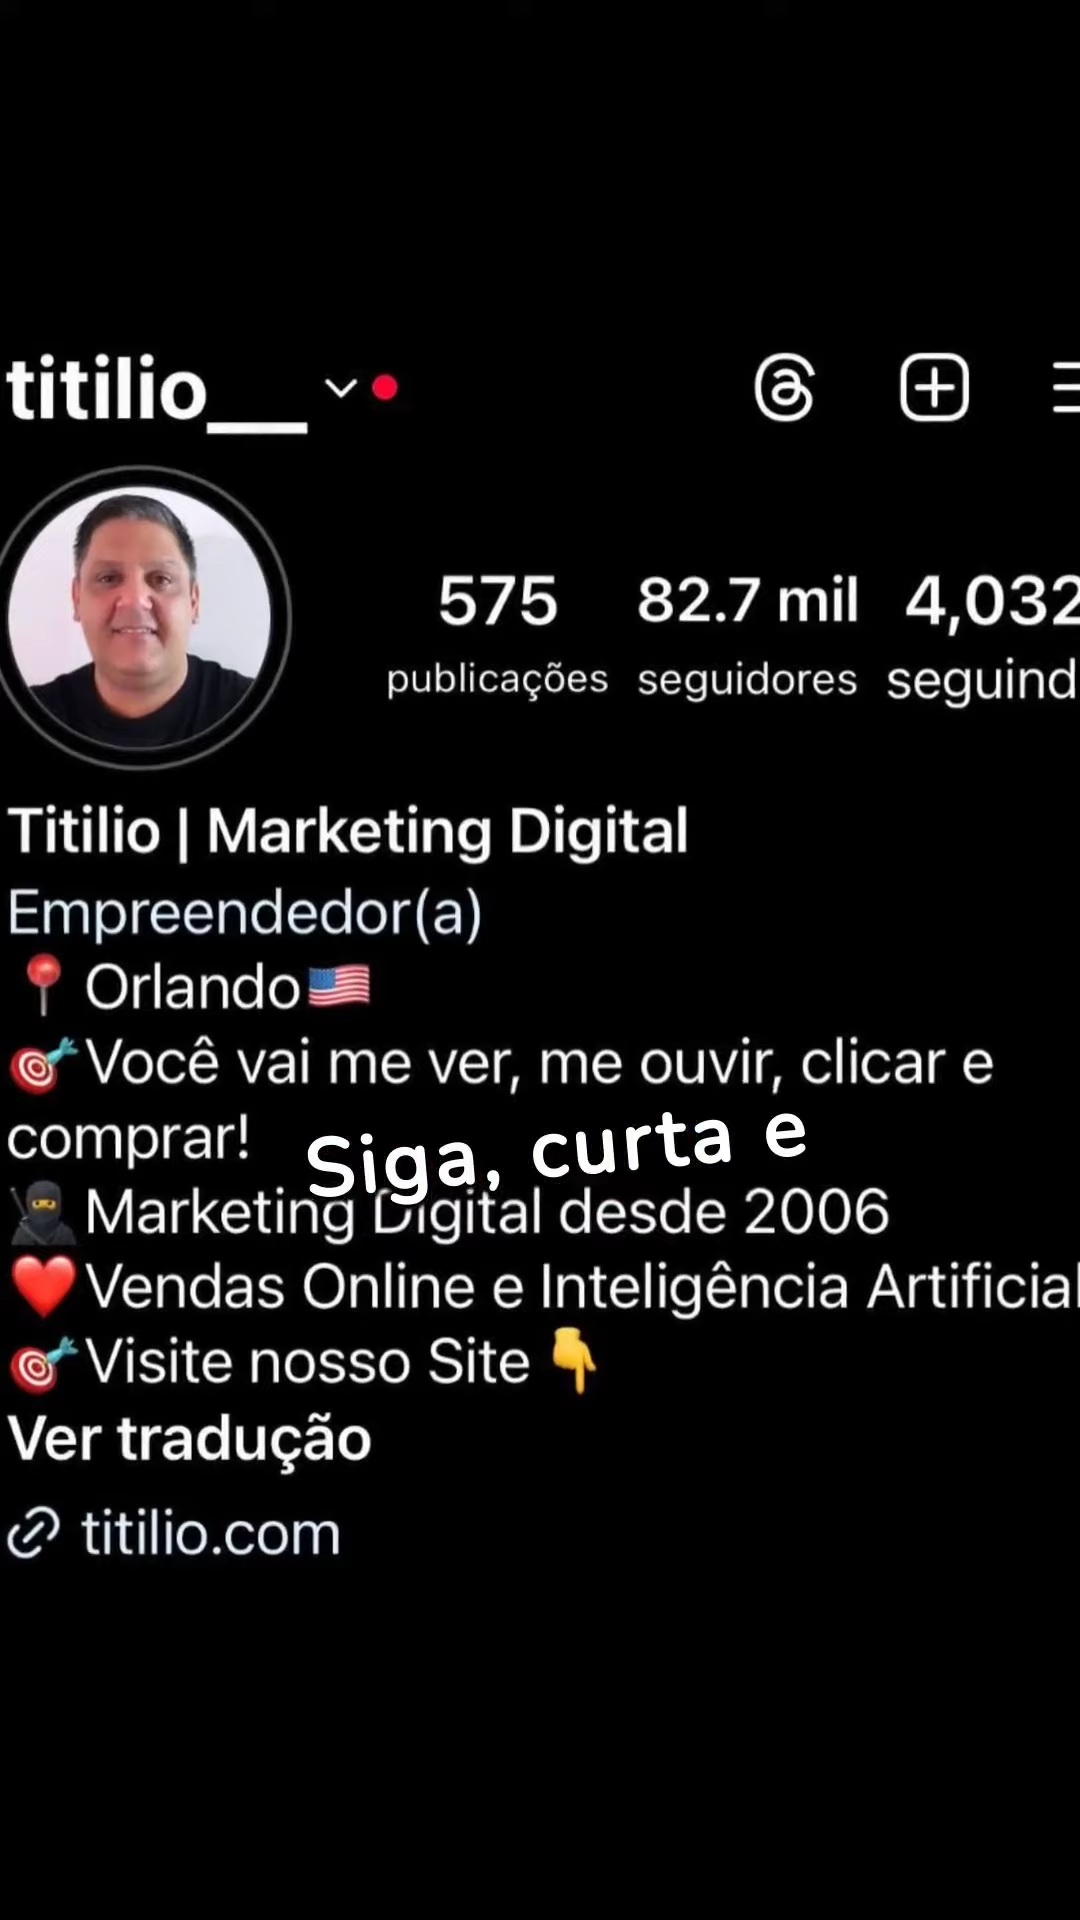 titilio__
575 82.7 mil 4,032
publicações seguidores seguind
Titilio | Marketing Digital
Empreendedor(a)
📍 Orlando🇺🇸
🎯Você vai me ver, me ouvir, clicar e
comprar!
Siga, curta e
🥷Marketing Digital desde 2006
❤️Vendas Online e Inteligência Artificial
🎯Visite nosso Site 👇
Ver tradução
titilio.com